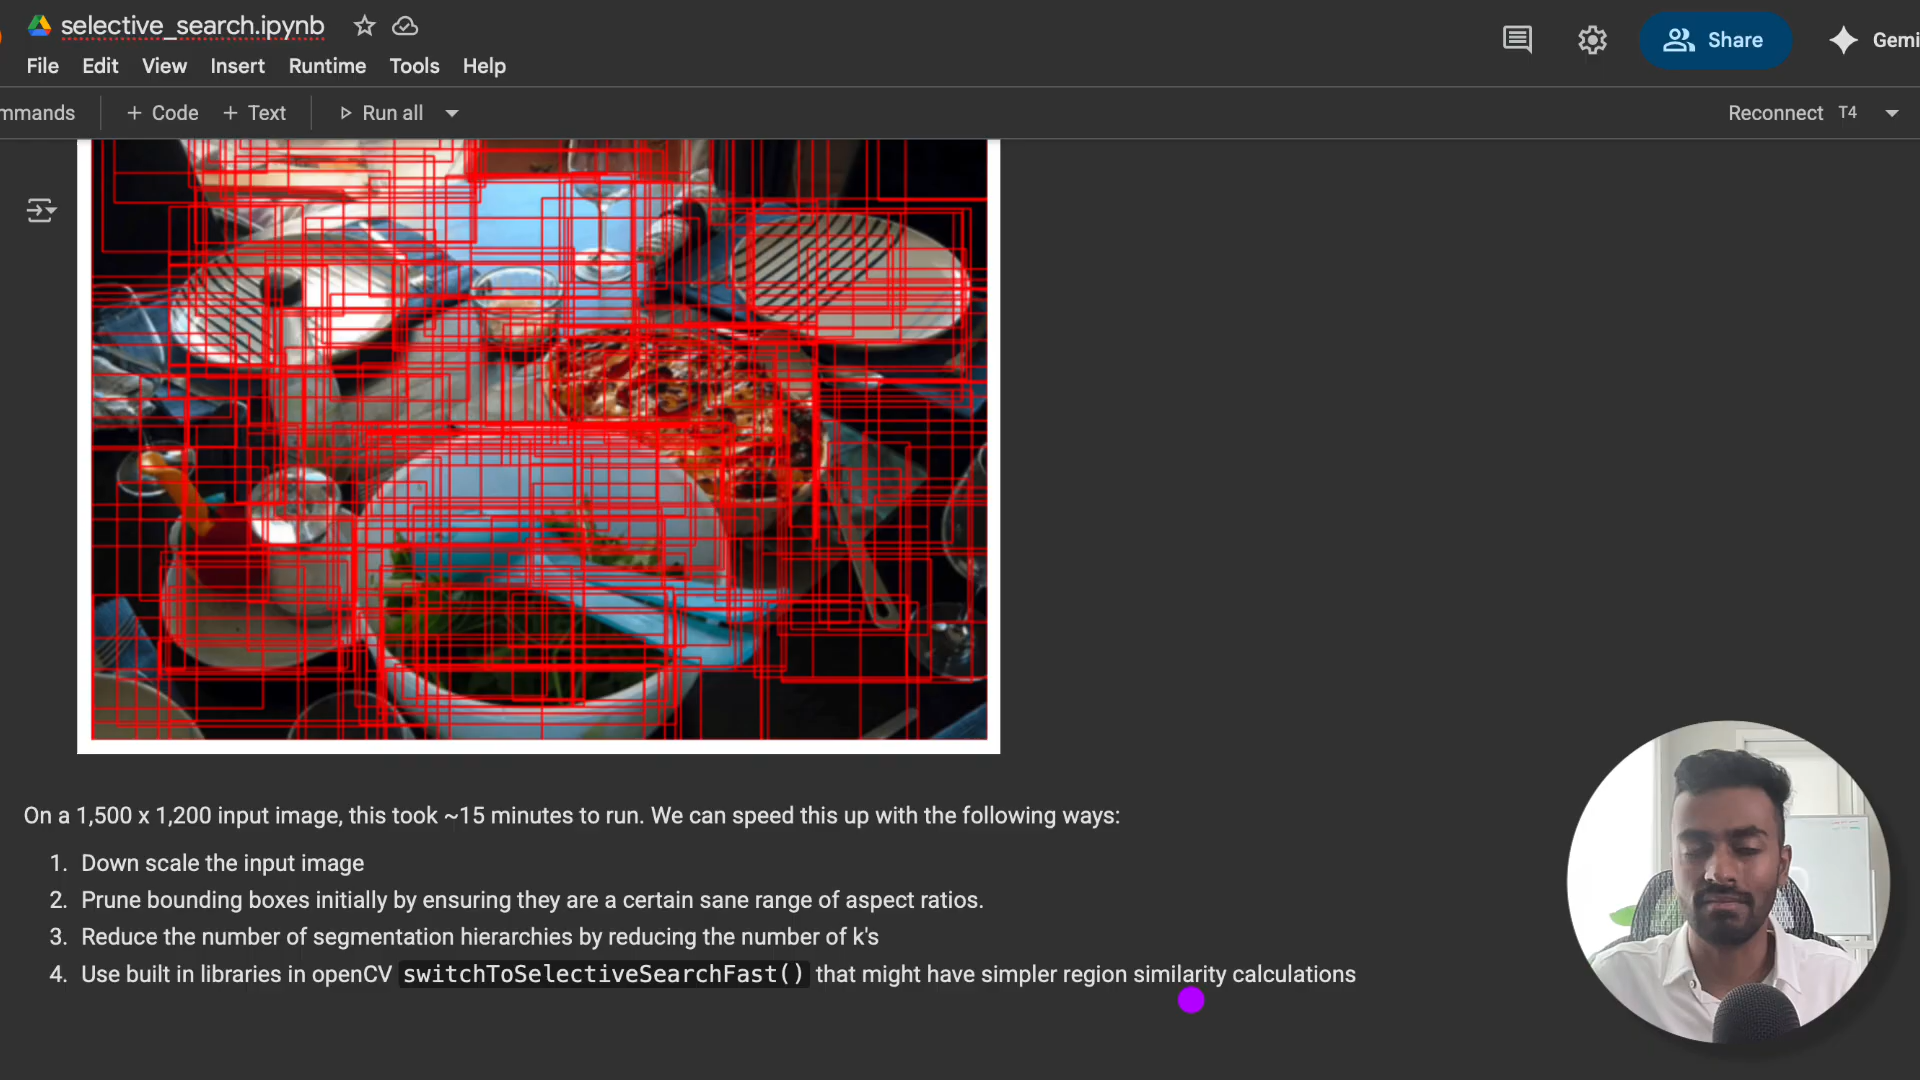 selective_search.ipynb
File Edit View Insert Runtime Tools Help
Share
Gemi
mmands + Code + Text Run all
Reconnect T4
On a 1,500 x 1,200 input image, this took ~15 minutes to run. We can speed this up with the following ways:
1. Down scale the input image
2. Prune bounding boxes initially by ensuring they are a certain sane range of aspect ratios.
3. Reduce the number of segmentation hierarchies by reducing the number of k's
4. Use built in libraries in openCV switchToSelectiveSearchFast() that might have simpler region similarity calculations